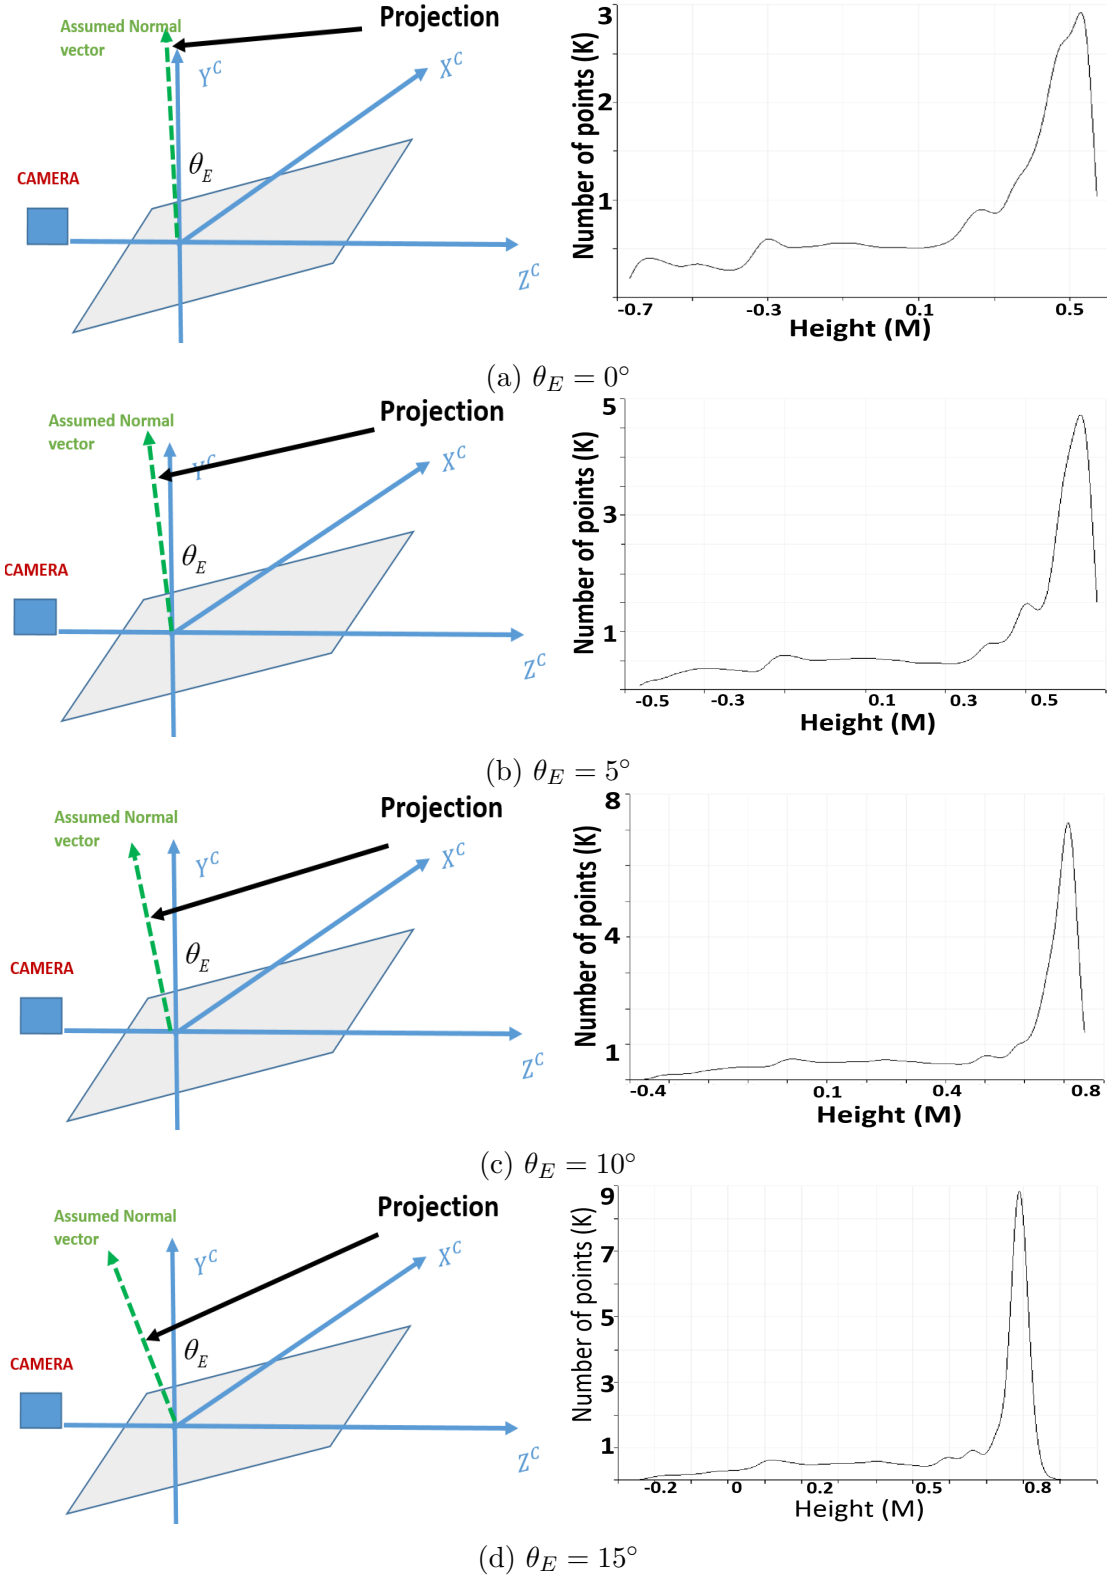 Assumed Normal
vector
Projection
Y^C
X^C
θ_E
CAMERA
Z^C
3
2
1
Number of points (K)
-0.7 -0.3 0.1 0.5
Height (M)
(a) θ_E = 0°
Assumed Normal
vector
Projection
Y^C
X^C
θ_E
CAMERA
Z^C
5
3
1
Number of points (K)
-0.5 -0.3 0.1 0.3 0.5
Height (M)
(b) θ_E = 5°
Assumed Normal
vector
Projection
Y^C
X^C
θ_E
CAMERA
Z^C
8
4
1
Number of points (K)
-0.4 0.1 0.4 0.8
Height (M)
(c) θ_E = 10°
Assumed Normal
vector
Projection
Y^C
X^C
θ_E
CAMERA
Z^C
9
7
5
3
1
Number of points (K)
-0.2 0 0.2 0.5 0.8
Height (M)
(d) θ_E = 15°